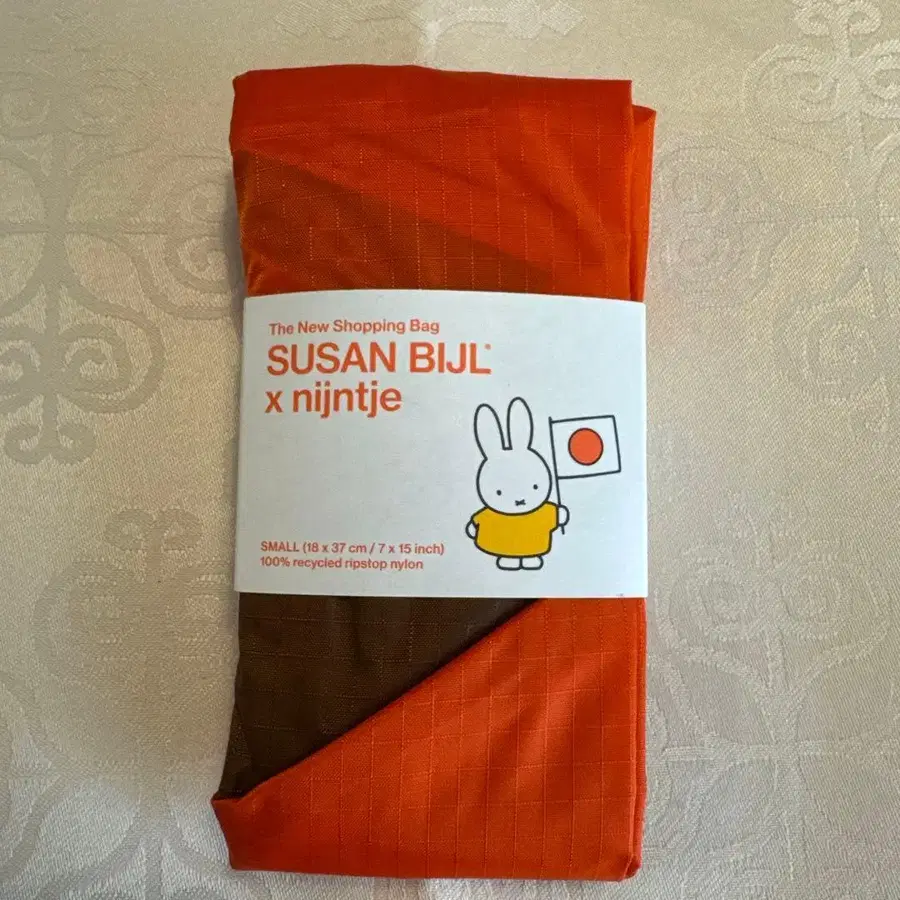 The New Shopping Bag
SUSAN BIJL®
x nijntje
SMALL (18 x 37 cm / 7 x 15 inch)
100% recycled ripstop nylon